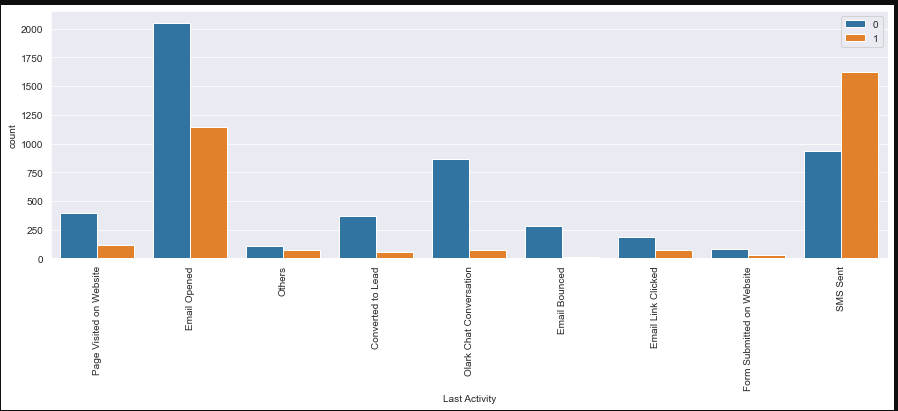 2000
1750
1500
1250
1000
750
500
250
0
count
0
1
Page Visited on Website
Email Opened
Others
Converted to Lead
Olark Chat Conversation
Email Bounced
Email Link Clicked
Form Submitted on Website
SMS Sent
Last Activity